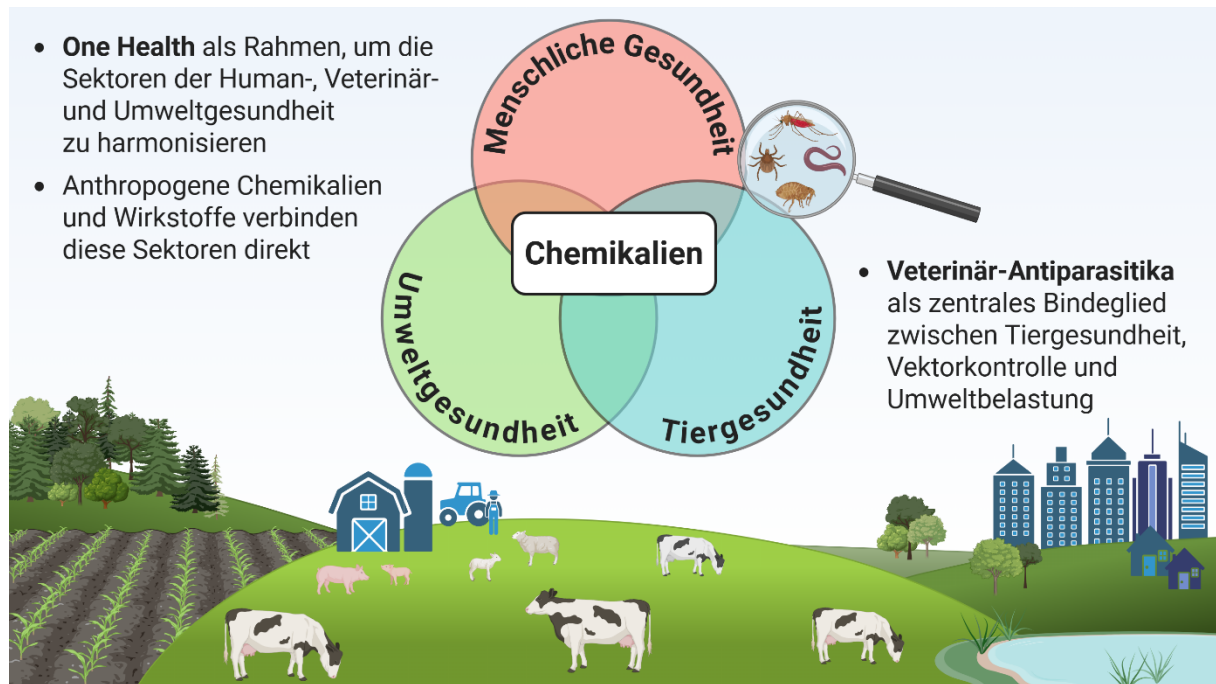 • One Health als Rahmen, um die
Sektoren der Human-, Veterinär-
und Umweltgesundheit
zu harmonisieren
• Anthropogene Chemikalien
und Wirkstoffe verbinden
diese Sektoren direkt
Menschliche Gesundheit
Chemikalien
Umweltgesundheit
Tiergesundheit
• Veterinär-Antiparasitika
als zentrales Bindeglied
zwischen Tiergesundheit,
Vektorkontrolle und
Umweltbelastung